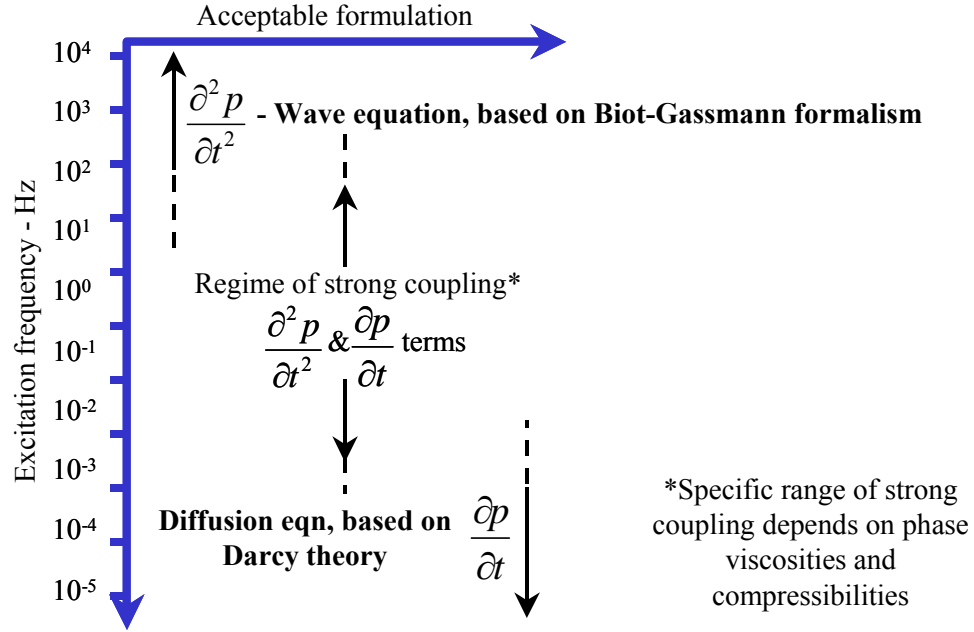 Acceptable formulation
Excitation frequency - Hz
10⁴
10³
10²
10¹
10⁰
10⁻¹
10⁻²
10⁻³
10⁻⁴
10⁻⁵
∂²p/∂t² - Wave equation, based on Biot-Gassmann formalism
Regime of strong coupling*
∂²p/∂t² & ∂p/∂t terms
Diffusion eqn, based on
Darcy theory
∂p/∂t
*Specific range of strong
coupling depends on phase
viscosities and
compressibilities